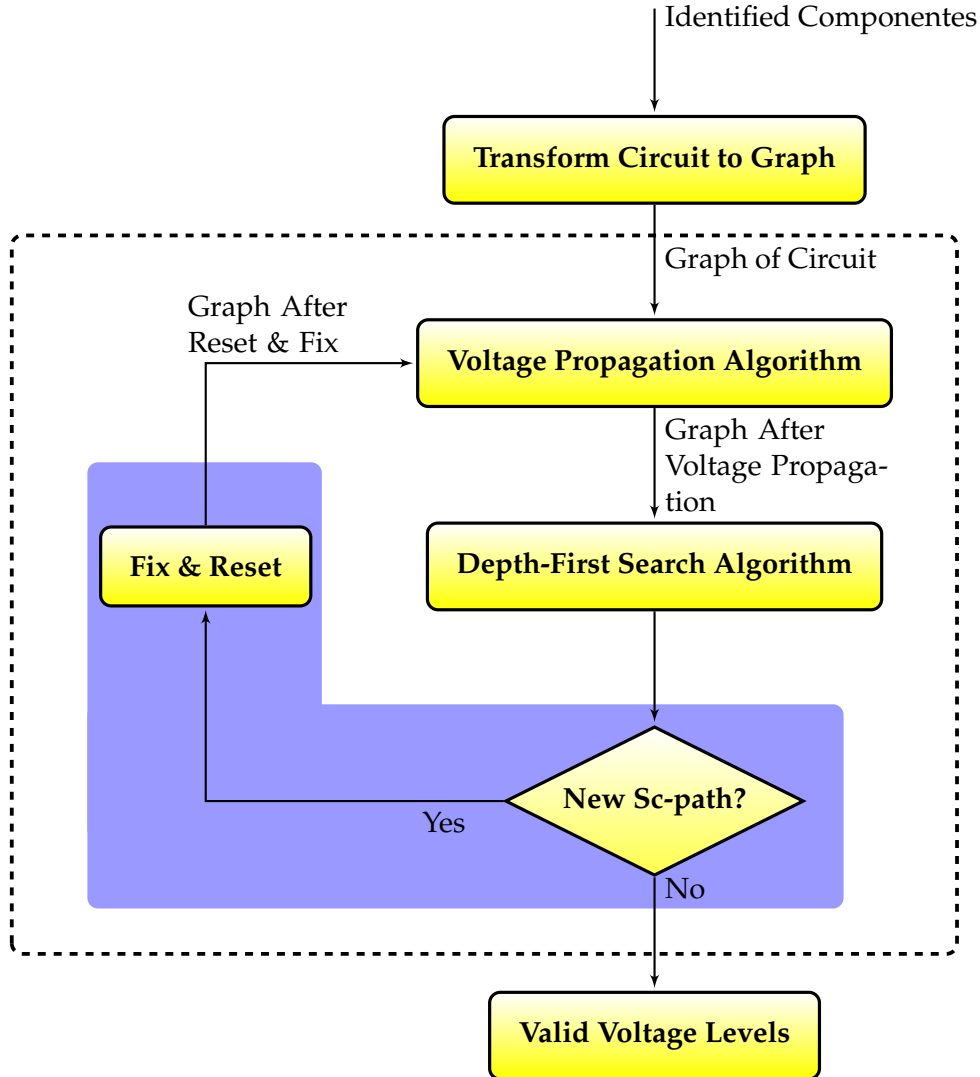 Identified Componentes
Transform Circuit to Graph
Graph of Circuit
Graph After
Reset & Fix
Voltage Propagation Algorithm
Graph After
Voltage Propaga-
tion
Fix & Reset
Depth-First Search Algorithm
New Sc-path?
Yes
No
Valid Voltage Levels